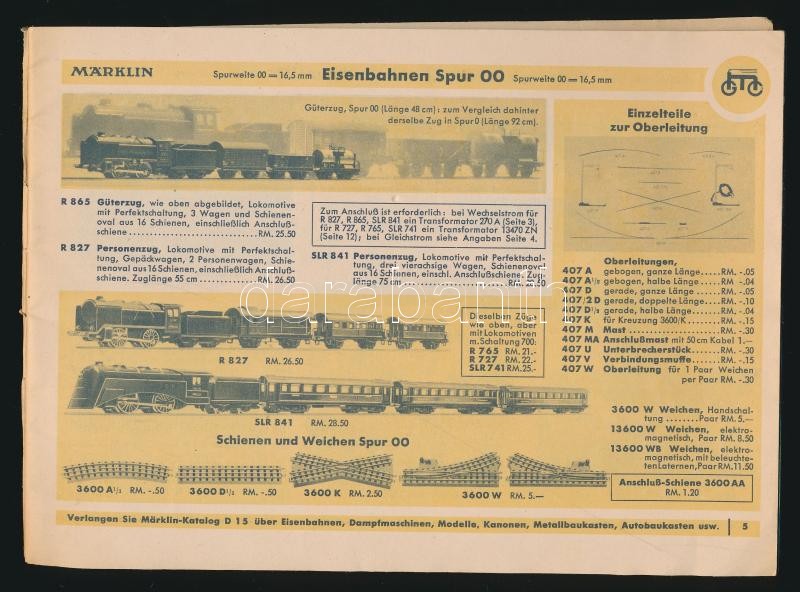 MÄRKLIN
Spurweite 00 = 16,5 mm Eisenbahnen Spur 00 Spurweite 00 = 16,5 mm
Güterzug, Spur 00 (Länge 48 cm): zum Vergleich dahinter
derselbe Zug in Spur 0 (Länge 92 cm).
R 865 Güterzug, wie oben abgebildet, Lokomotive
mit Perfektschaltung, 3 Wagen und Schienen-
oval aus 16 Schienen, einschließlich Anschluß-
schiene RM. 25.50
R 827 Personenzug, Lokomotive mit Perfektschal-
tung, Gepäckwagen, 2 Personenwagen, Schie-
nenoval aus 16 Schienen, einschließlich Anschluß-
schiene. Zuglänge 55 cm RM. 26.50
Zum Anschluß ist erforderlich: bei Wechselstrom für
R 827, R 865, SLR 841 ein Transformator 270 A (Seite 3),
für R 727, R 765, SLR 741 ein Transformator 13470 ZN
(Seite 12); bei Gleichstrom siehe Angaben Seite 4.
SLR 841 Personenzug, Lokomotive mit Perfektschal-
tung, drei vierachsige Wagen, Schienenoval
aus 16 Schienen, einschl. Anschlußschiene, Zug-
länge 75 cm RM. 28.50
R 827 RM. 26.50
Dieselben Züge
wie oben, aber
mit Lokomotiven
m. Schaltung 700:
R 765 RM. 21.-
R 727 RM. 22.-
SLR 741 RM. 25.-
SLR 841 RM. 28.50
Schienen und Weichen Spur 00
3600 A½ RM. -.50
3600 D½ RM. -.50
3600 K RM. 2.50
3600 W RM. 5.—
Einzelteile
zur Oberleitung
Oberleitungen,
407 A gebogen, ganze Länge RM. -.05
407 A½ gebogen, halbe Länge RM. -.04
407 D gerade, ganze Länge RM. -.05
407/2D gerade, doppelte Länge RM. -.10
407 D½ gerade, halbe Länge RM. -.04
407 K für Kreuzung 3600/K RM. -.15
407 M Mast RM. -.30
407 MA Anschlußmast mit 50 cm Kabel 1.—
407 U Unterbrecherstück RM. -.30
407 V Verbindungsmuffe RM. -.15
407 W Oberleitung für 1 Paar Weichen
per Paar RM. -.30
3600 W Weichen, Handschal-
tung Paar RM. 5.—
13600 W Weichen, elektro-
magnetisch, Paar RM. 8.50
13600 WB Weichen, elektro-
magnetisch, mit beleuchte-
ten Laternen, Paar RM. 11.50
Anschluß-Schiene 3600 AA
RM. 1.20
Verlangen Sie Märklin-Katalog D 15 über Eisenbahnen, Dampfmaschinen, Modelle, Kanonen, Metallbaukasten, Autobaukasten usw. 5
darabanth.com